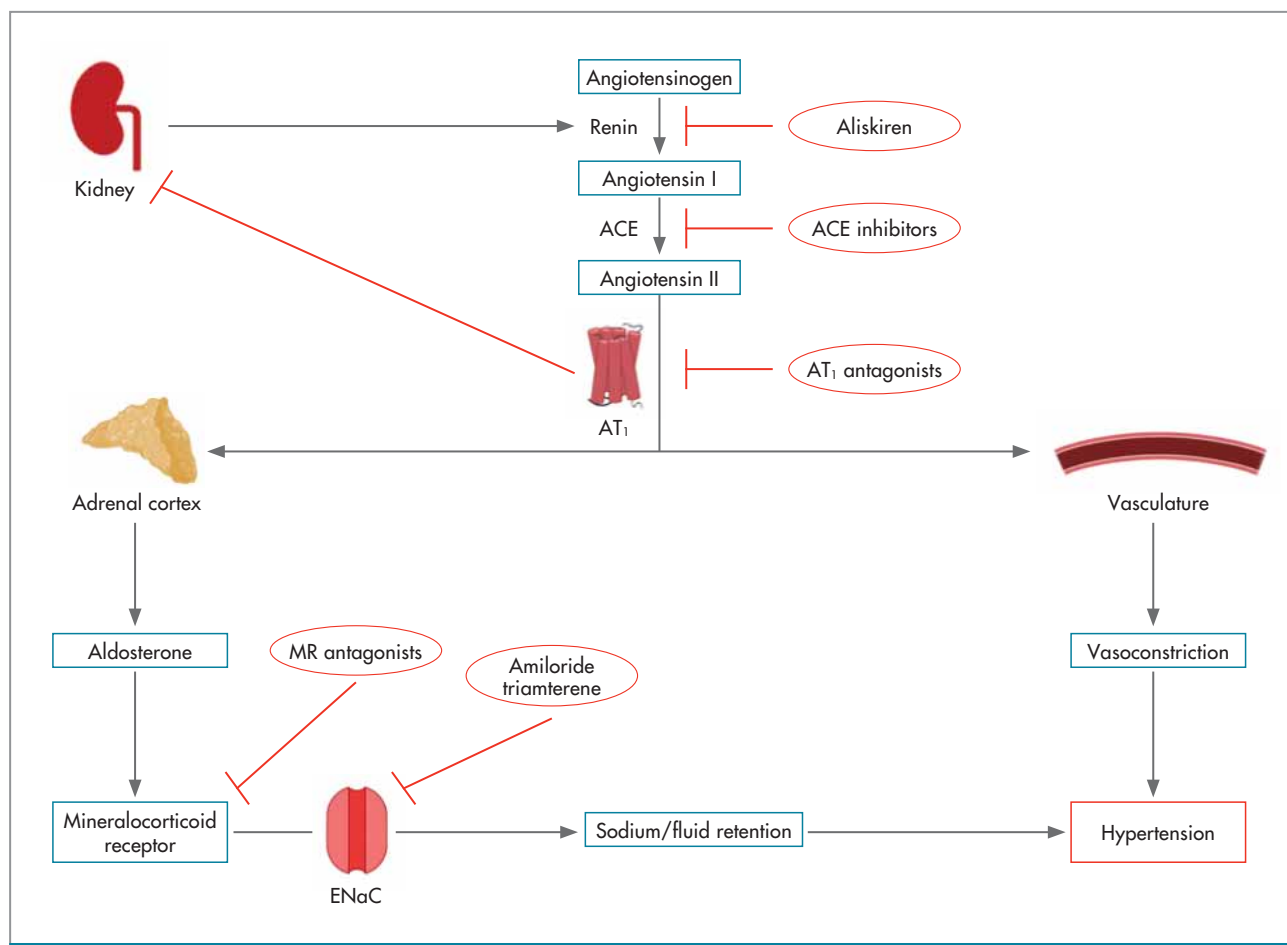 Angiotensinogen
Renin
Aliskiren
Kidney
Angiotensin I
ACE
ACE inhibitors
Angiotensin II
AT₁ antagonists
AT₁
Adrenal cortex
Vasculature
Aldosterone
MR antagonists
Amiloride
triamterene
Vasoconstriction
Mineralocorticoid
receptor
ENaC
Sodium/fluid retention
Hypertension